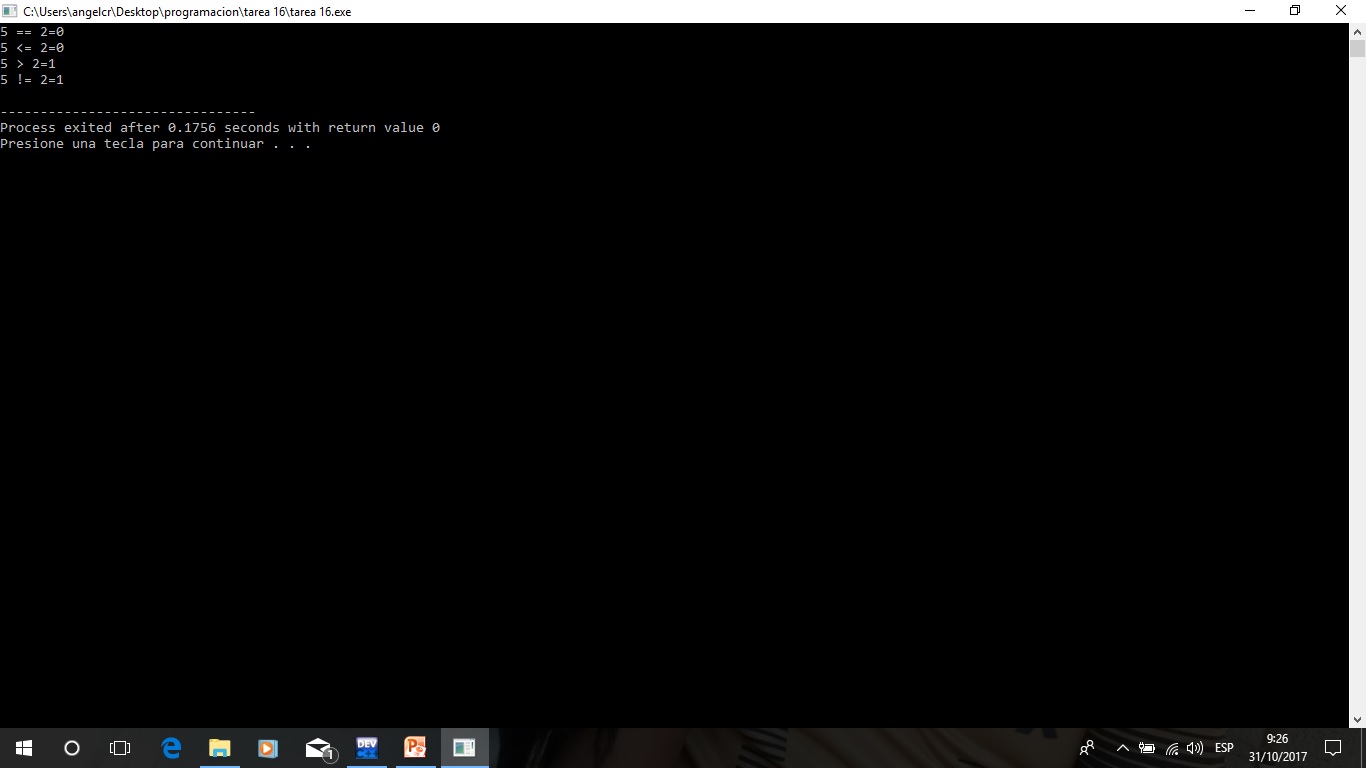 C:\Users\angelcr\Desktop\programacion\tarea 16\tarea 16.exe
5 == 2=0
5 <= 2=0
5 > 2=1
5 != 2=1
--------------------------------
Process exited after 0.1756 seconds with return value 0
Presione una tecla para continuar . . .
1
DEV
C++
P
ESP
9:26
31/10/2017